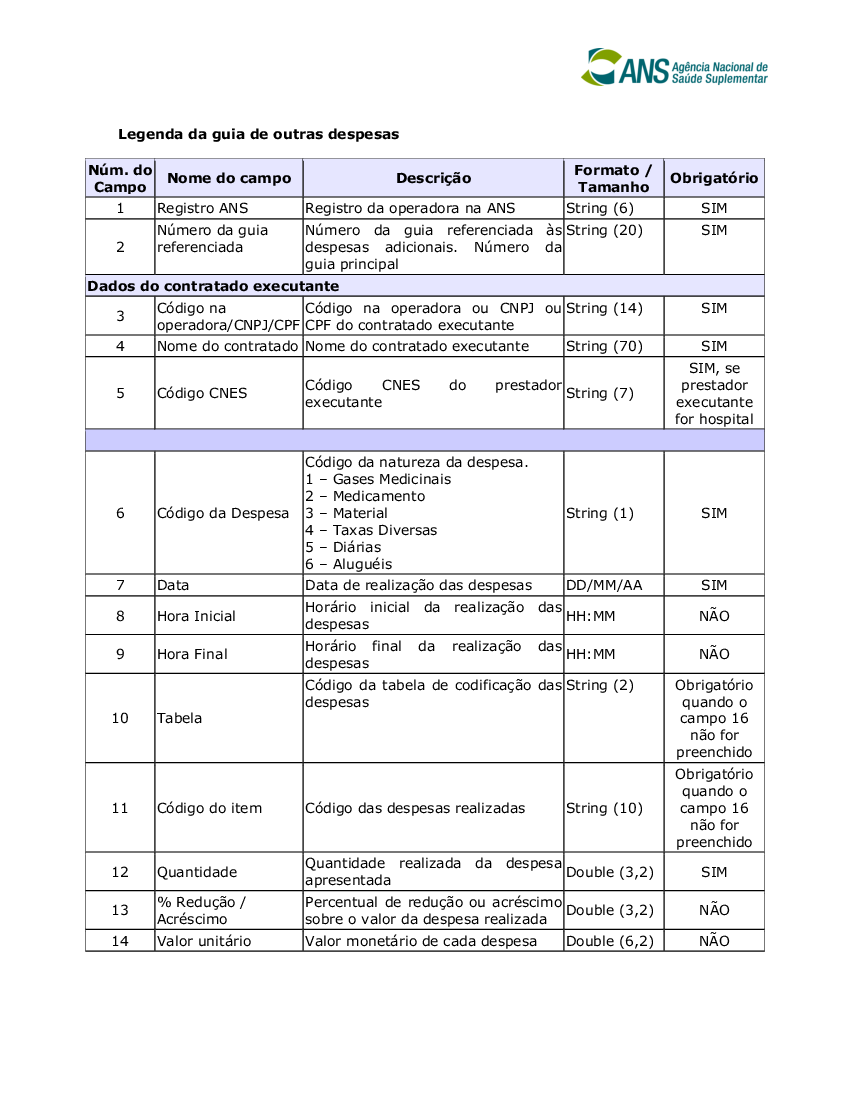 ANS Agência Nacional de
Saúde Suplementar
Legenda da guia de outras despesas
Núm. do
Campo
Nome do campo
Descrição
Formato /
Tamanho
Obrigatório
1
Registro ANS
Registro da operadora na ANS
String (6)
SIM
2
Número da guia
referenciada
Número da guia referenciada às
despesas adicionais. Número da
guia principal
String (20)
SIM
Dados do contratado executante
3
Código na
operadora/CNPJ/CPF
Código na operadora ou CNPJ ou
CPF do contratado executante
String (14)
SIM
4
Nome do contratado
Nome do contratado executante
String (70)
SIM
5
Código CNES
Código CNES do prestador
executante
String (7)
SIM, se
prestador
executante
for hospital
6
Código da Despesa
Código da natureza da despesa.
1 – Gases Medicinais
2 – Medicamento
3 – Material
4 – Taxas Diversas
5 – Diárias
6 – Aluguéis
String (1)
SIM
7
Data
Data de realização das despesas
DD/MM/AA
SIM
8
Hora Inicial
Horário inicial da realização das
despesas
HH:MM
NÃO
9
Hora Final
Horário final da realização das
despesas
HH:MM
NÃO
10
Tabela
Código da tabela de codificação das
despesas
String (2)
Obrigatório
quando o
campo 16
não for
preenchido
11
Código do item
Código das despesas realizadas
String (10)
Obrigatório
quando o
campo 16
não for
preenchido
12
Quantidade
Quantidade realizada da despesa
apresentada
Double (3,2)
SIM
13
% Redução /
Acréscimo
Percentual de redução ou acréscimo
sobre o valor da despesa realizada
Double (3,2)
NÃO
14
Valor unitário
Valor monetário de cada despesa
Double (6,2)
NÃO